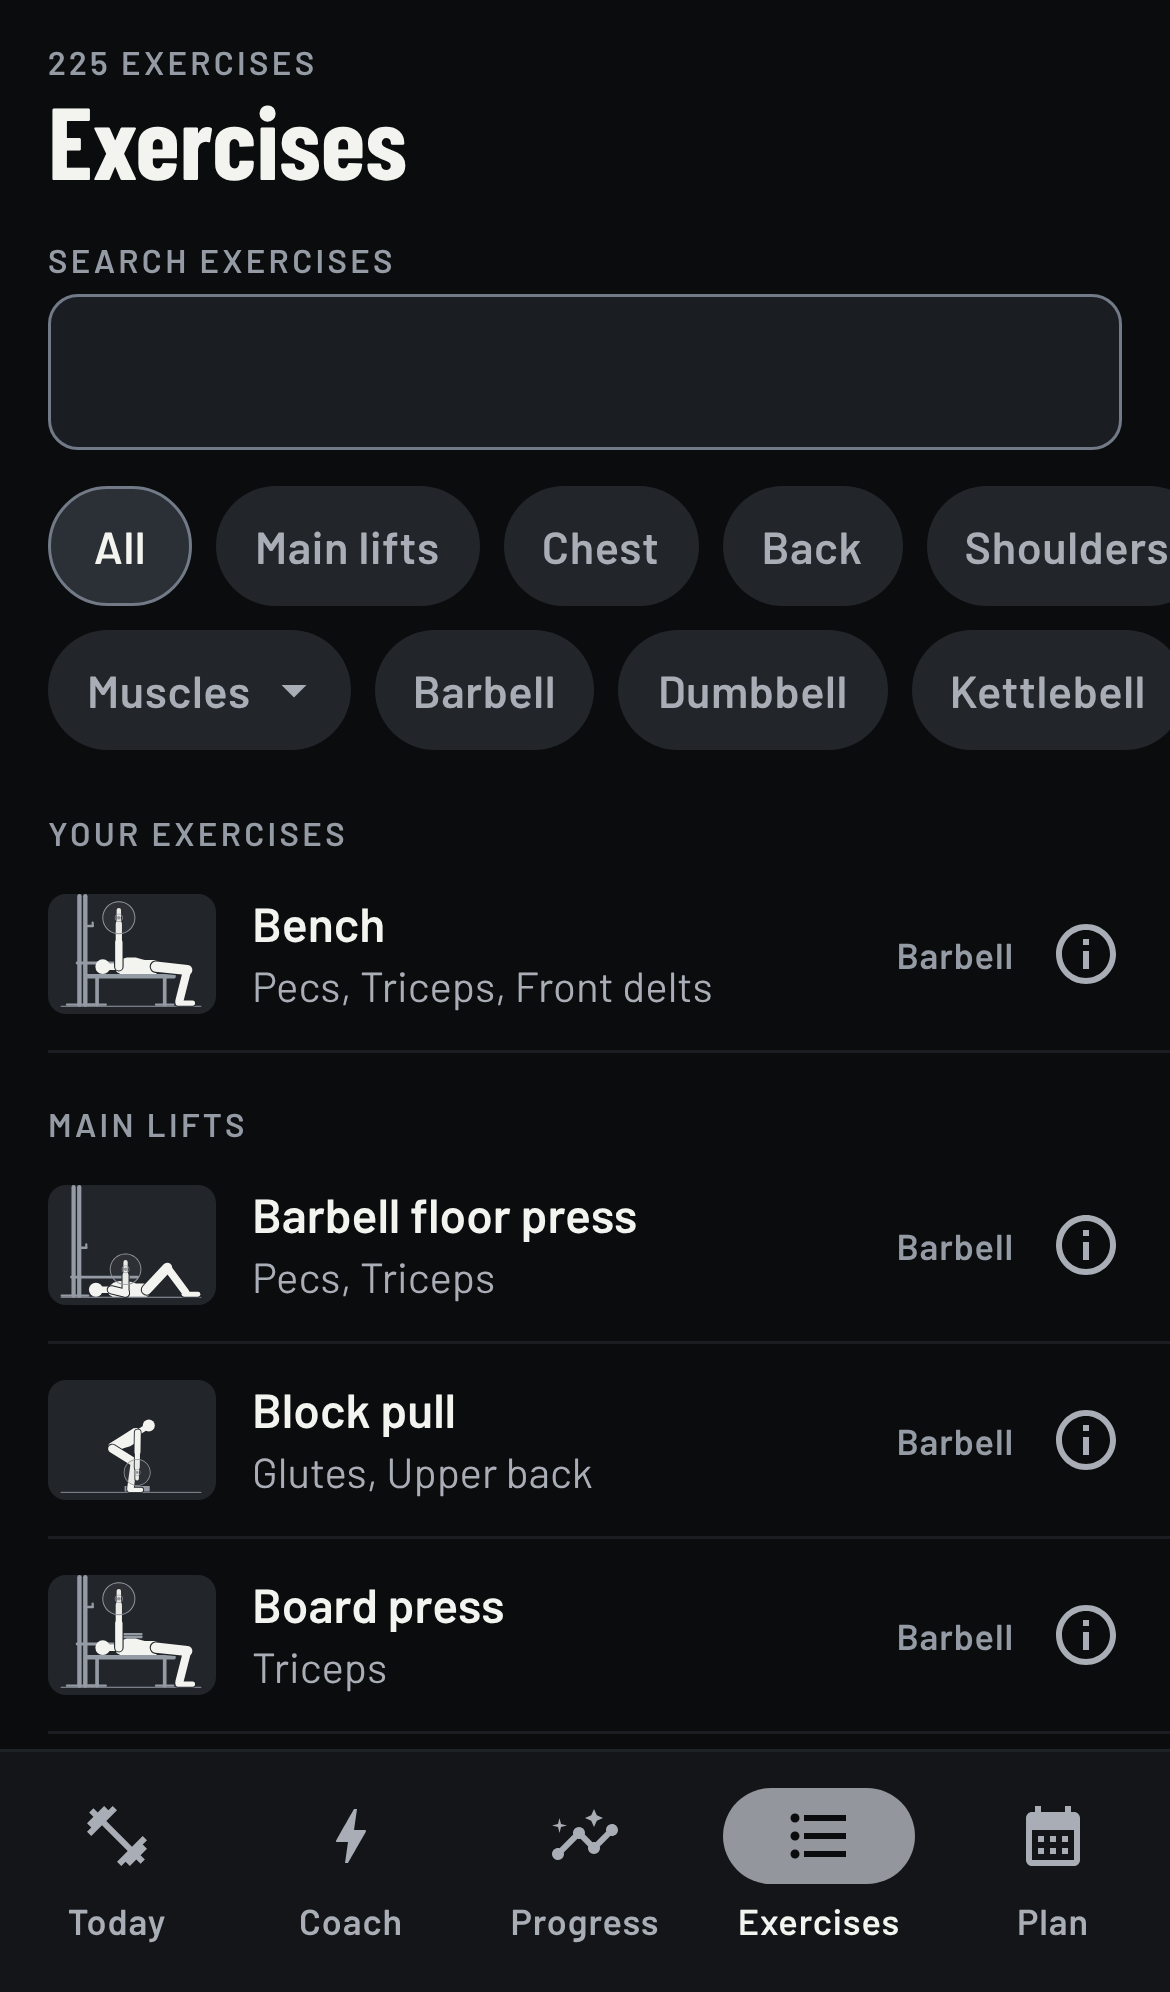 225 EXERCISES
Exercises
SEARCH EXERCISES
All Main lifts Chest Back Shoulders
Muscles Barbell Dumbbell Kettlebell
YOUR EXERCISES
Bench
Pecs, Triceps, Front delts
Barbell
MAIN LIFTS
Barbell floor press
Pecs, Triceps
Barbell
Block pull
Glutes, Upper back
Barbell
Board press
Triceps
Barbell
Today Coach Progress Exercises Plan